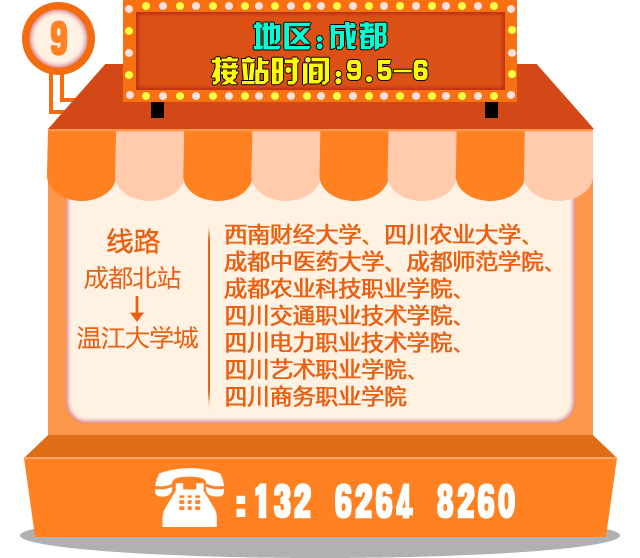 9
地区:成都
接站时间:9.5-6
线路
成都北站
温江大学城
西南财经大学、四川农业大学、
成都中医药大学、成都师范学院、
成都农业科技职业学院、
四川交通职业技术学院、
四川电力职业技术学院、
四川艺术职业学院、
四川商务职业学院
:132 6264 8260